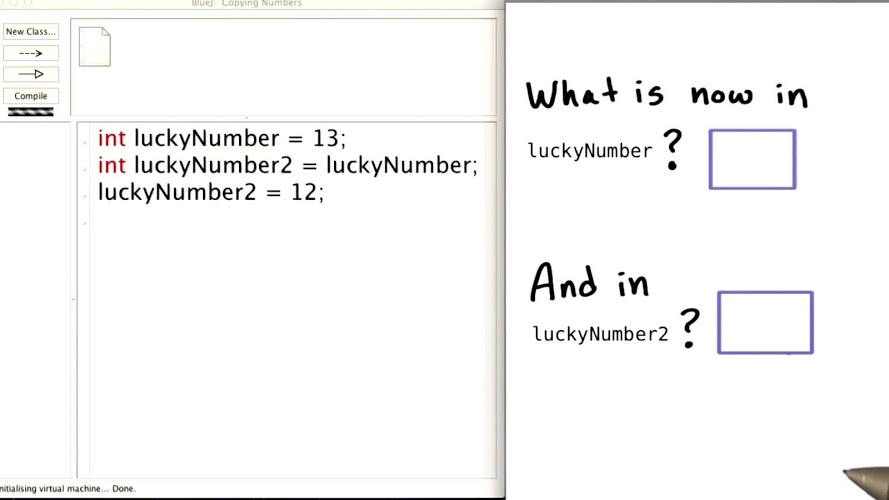 BlueJ: Copying Numbers
New Class...
Compile
int luckyNumber = 13;
int luckyNumber2 = luckyNumber;
luckyNumber2 = 12;
nitialising virtual machine... Done.
What is now in
luckyNumber ?
And in
luckyNumber2 ?